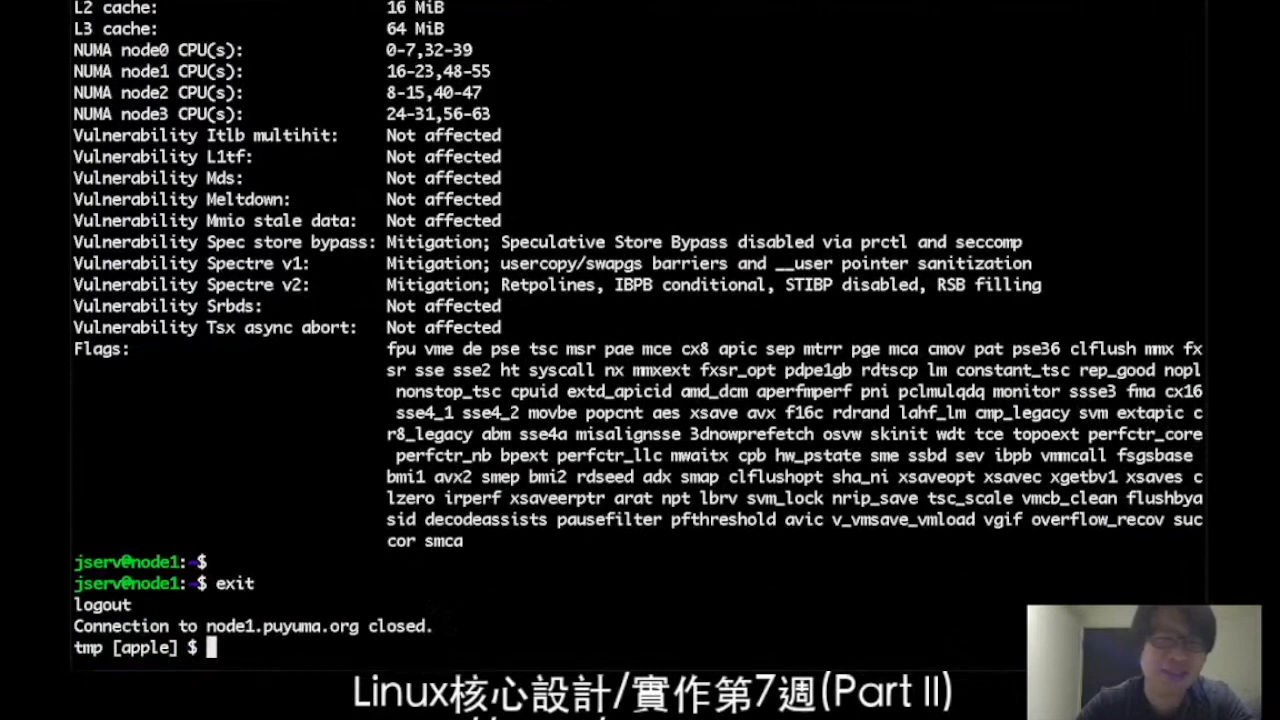 L2 cache: 16 MiB
L3 cache: 64 MiB
NUMA node0 CPU(s): 0-7,32-39
NUMA node1 CPU(s): 16-23,48-55
NUMA node2 CPU(s): 8-15,40-47
NUMA node3 CPU(s): 24-31,56-63
Vulnerability Itlb multihit: Not affected
Vulnerability L1tf: Not affected
Vulnerability Mds: Not affected
Vulnerability Meltdown: Not affected
Vulnerability Mmio stale data: Not affected
Vulnerability Spec store bypass: Mitigation; Speculative Store Bypass disabled via prctl and seccomp
Vulnerability Spectre v1: Mitigation; usercopy/swapgs barriers and __user pointer sanitization
Vulnerability Spectre v2: Mitigation; Retpolines, IBPB conditional, STIBP disabled, RSB filling
Vulnerability Srbds: Not affected
Vulnerability Tsx async abort: Not affected
Flags: fpu vme de pse tsc msr pae mce cx8 apic sep mtrr pge mca cmov pat pse36 clflush mmx fx
sr sse sse2 ht syscall nx mmxext fxsr_opt pdpe1gb rdtscp lm constant_tsc rep_good nopl
nonstop_tsc cpuid extd_apicid amd_dcm aperfmperf pni pclmulqdq monitor ssse3 fma cx16
sse4_1 sse4_2 movbe popcnt aes xsave avx f16c rdrand lahf_lm cmp_legacy svm extapic c
r8_legacy abm sse4a misalignsse 3dnowprefetch osvw skinit wdt tce topoext perfctr_core
perfctr_nb bpext perfctr_llc mwaitx cpb hw_pstate sme ssbd sev ibpb vmmcall fsgsbase
bmi1 avx2 smep bmi2 rdseed adx smap clflushopt sha_ni xsaveopt xsavec xgetbv1 xsaves c
lzero irperf xsaveerptr arat npt lbrv svm_lock nrip_save tsc_scale vmcb_clean flushbya
sid decodeassists pausefilter pfthreshold avic v_vmsave_vmload vgif overflow_recov suc
cor smca
jserv@node1:~$
jserv@node1:~$ exit
logout
Connection to node1.puyuma.org closed.
tmp [apple] $
Linux核心設計/實作第7週(Part II)